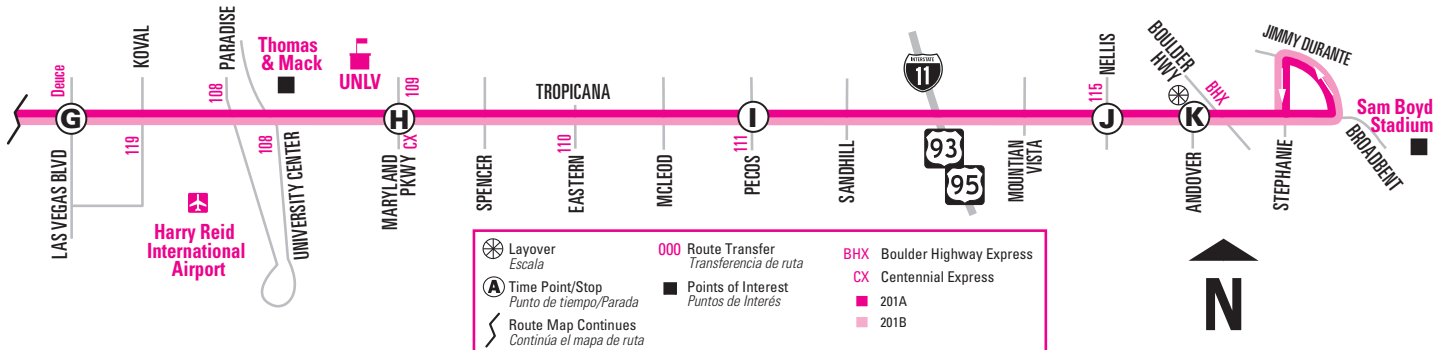 Deuce
KOVAL
PARADISE
108
Thomas
& Mack
UNLV
109
TROPICANA
INTERSTATE
11
115
NELLIS
BOULDER
HWY
BHX
JIMMY DURANTE
G
H
I
J
K
Sam Boyd
Stadium
LAS VEGAS BLVD
119
108
UNIVERSITY CENTER
MARYLAND
PKWY
CX
SPENCER
110
EASTERN
MCLEOD
111
PECOS
SANDHILL
93
95
MOUNTIAN
VISTA
ANDOVER
STEPHANIE
BROADBENT
Harry Reid
International
Airport
Layover
Escala
A
Time Point/Stop
Punto de tiempo/Parada
Route Map Continues
Continúa el mapa de ruta
000 Route Transfer
Transferencia de ruta
Points of Interest
Puntos de Interés
BHX Boulder Highway Express
CX Centennial Express
201A
201B
N